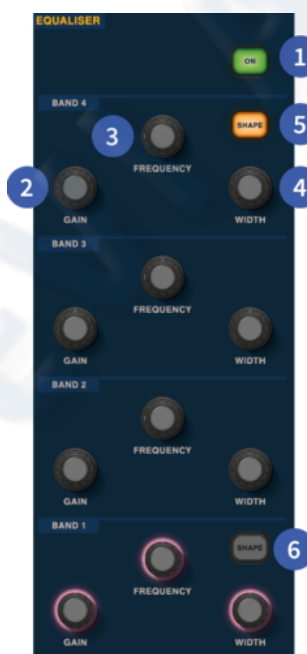 EQUALISER
ON
1
BAND 4
SHAPE
5
3
FREQUENCY
2
4
GAIN
WIDTH
BAND 3
FREQUENCY
GAIN
WIDTH
BAND 2
FREQUENCY
GAIN
WIDTH
BAND 1
SHAPE
6
FREQUENCY
GAIN
WIDTH